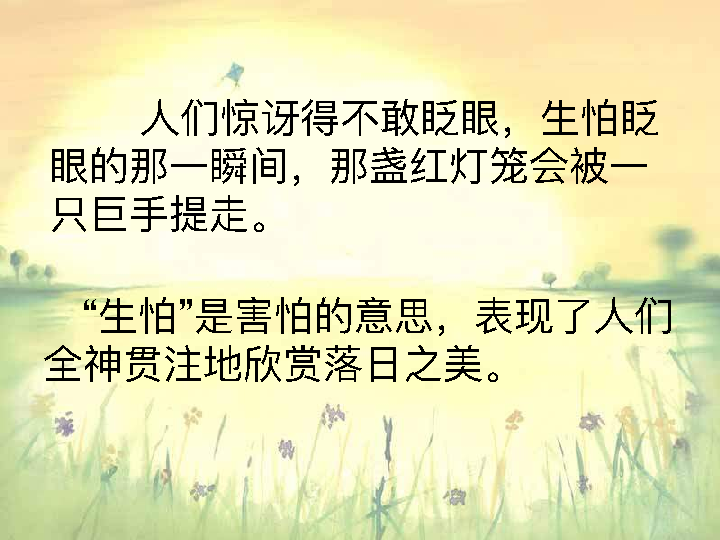 人们惊讶得不敢眨眼，生怕眨
眼的那一瞬间，那盏红灯笼会被一
只巨手提走。
“生怕”是害怕的意思，表现了人们
全神贯注地欣赏落日之美。